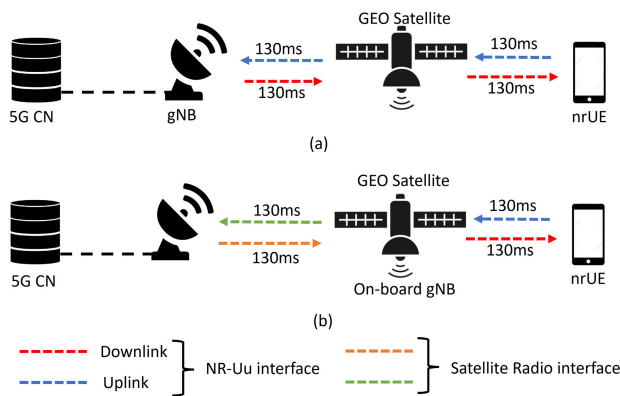 GEO Satellite
130ms 130ms
130ms 130ms
5G CN gNB nrUE
(a)
GEO Satellite
130ms 130ms
130ms 130ms
5G CN On-board gNB nrUE
(b)
Downlink NR-Uu interface Satellite Radio interface
Uplink